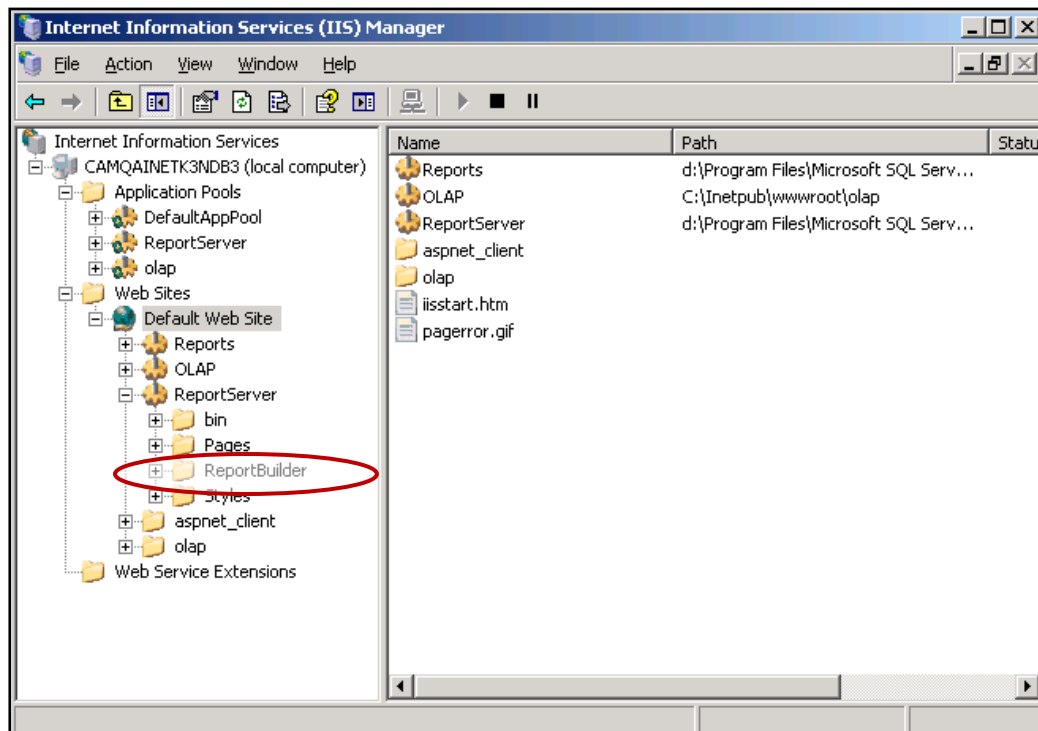 Internet Information Services (IIS) Manager
File Action View Window Help
Internet Information Services
CAMQAINETK3NDB3 (local computer)
Application Pools
DefaultAppPool
ReportServer
olap
Web Sites
Default Web Site
Reports
OLAP
ReportServer
bin
Pages
ReportBuilder
Styles
aspnet_client
olap
Web Service Extensions
Name Path Statu
Reports d:\Program Files\Microsoft SQL Serv...
OLAP C:\Inetpub\wwwroot\olap
ReportServer d:\Program Files\Microsoft SQL Serv...
aspnet_client
olap
iisstart.htm
pagerror.gif